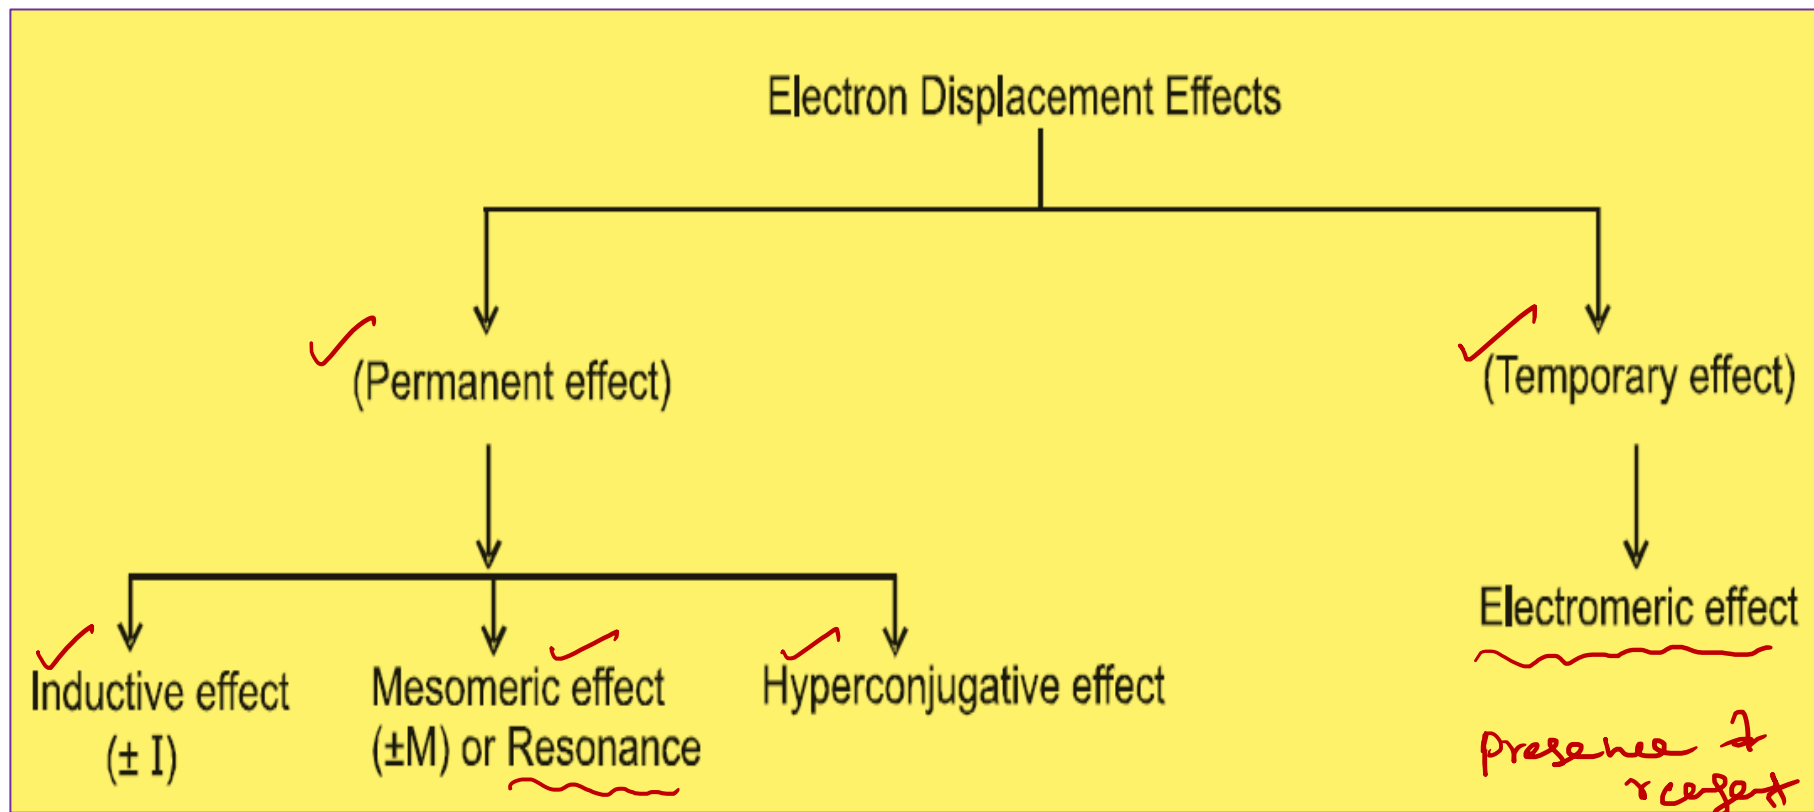 Electron Displacement Effects
(Permanent effect)
(Temporary effect)
Electromeric effect
Inductive effect
(± I)
Mesomeric effect
(±M) or Resonance
Hyperconjugative effect
presence of
reagent